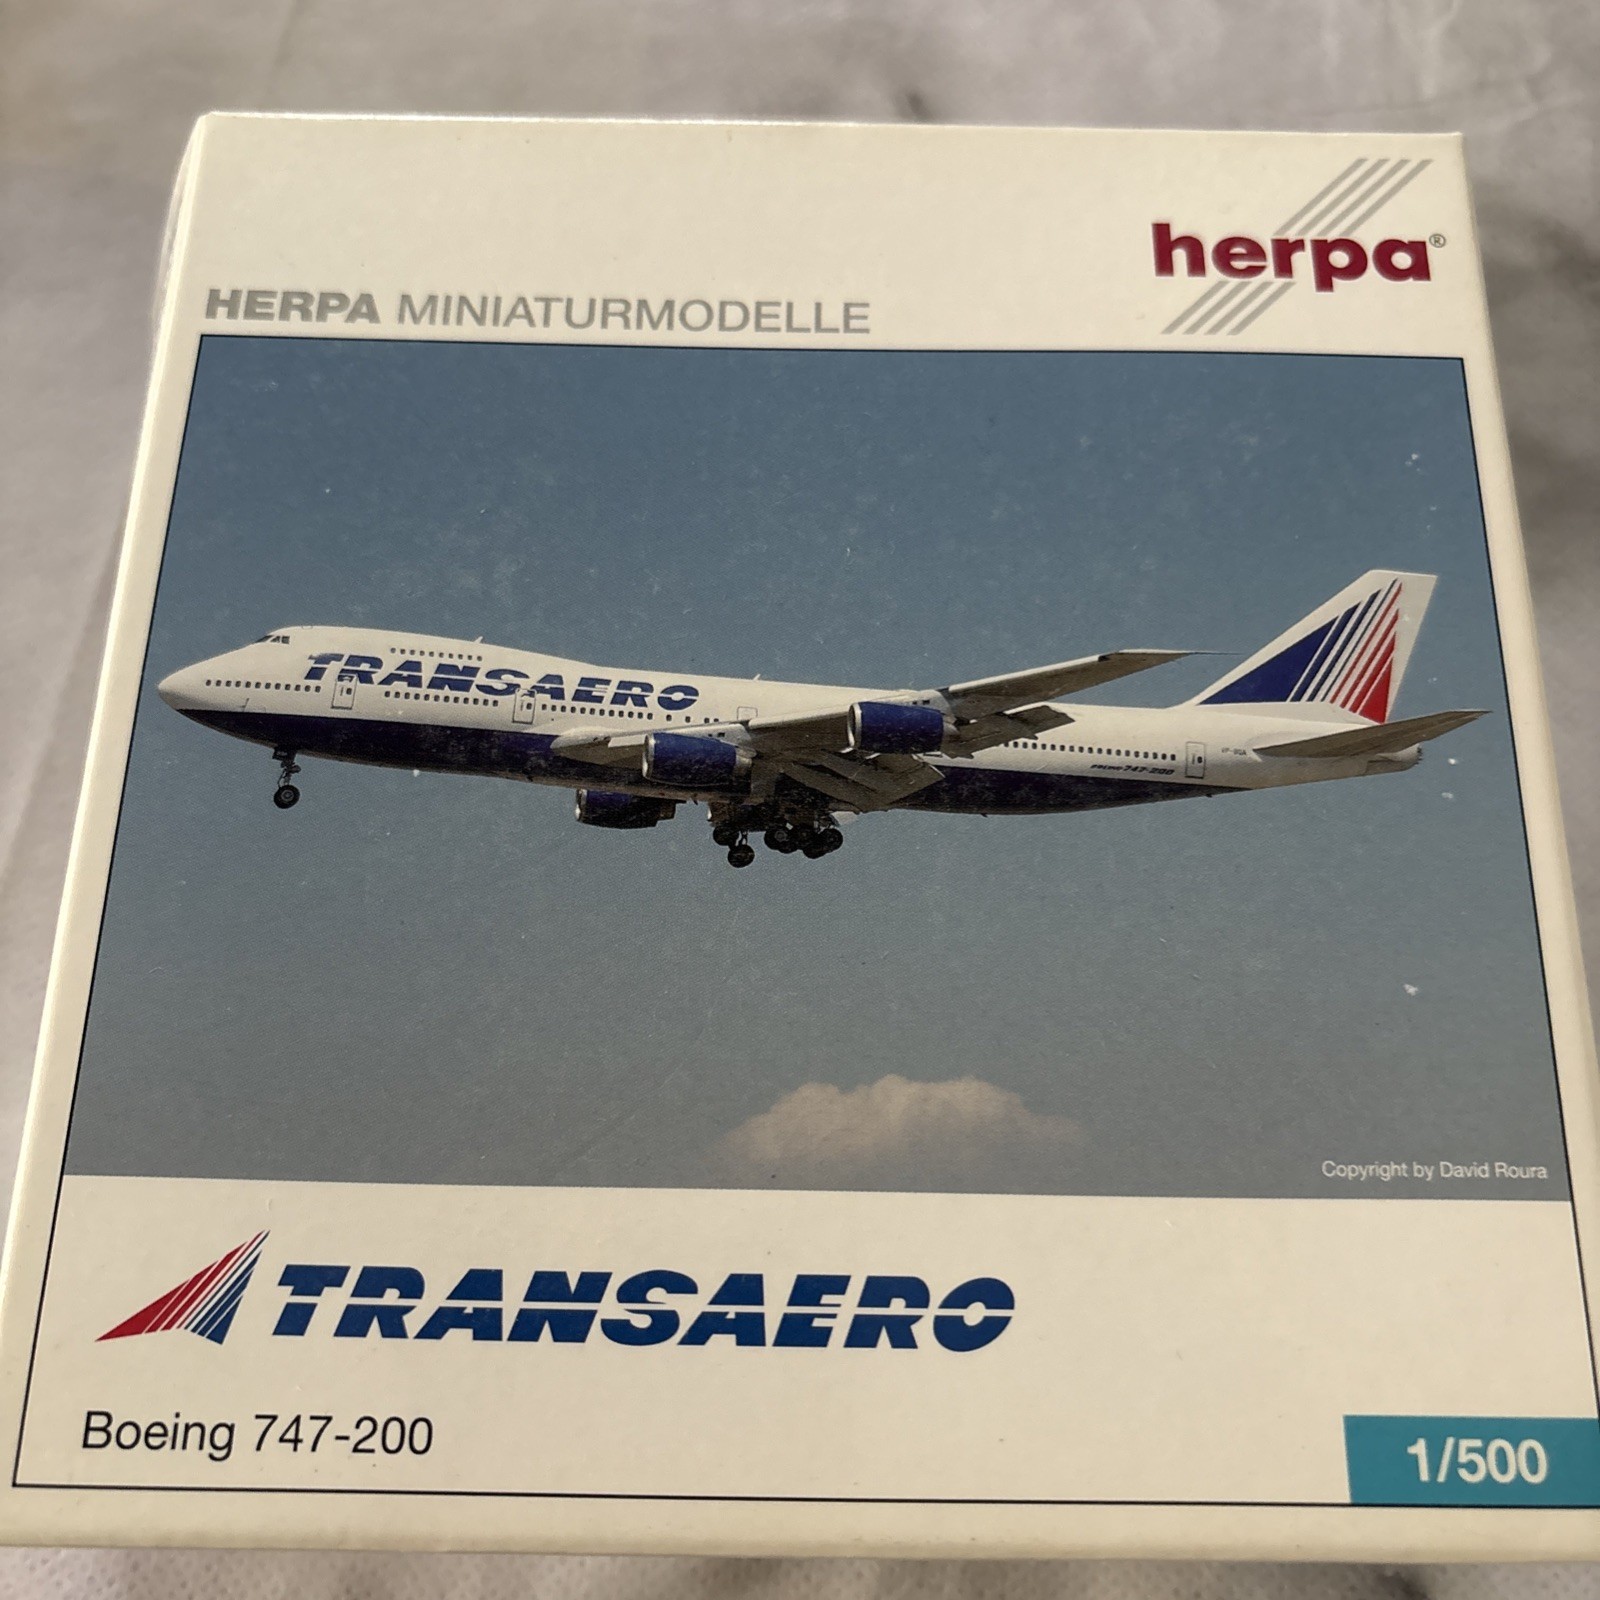 herpa®
HERPA MINIATURMODELLE
TRANSAERO
BOEING 747-200
Copyright by David Roura
TRANSAERO
Boeing 747-200
1/500